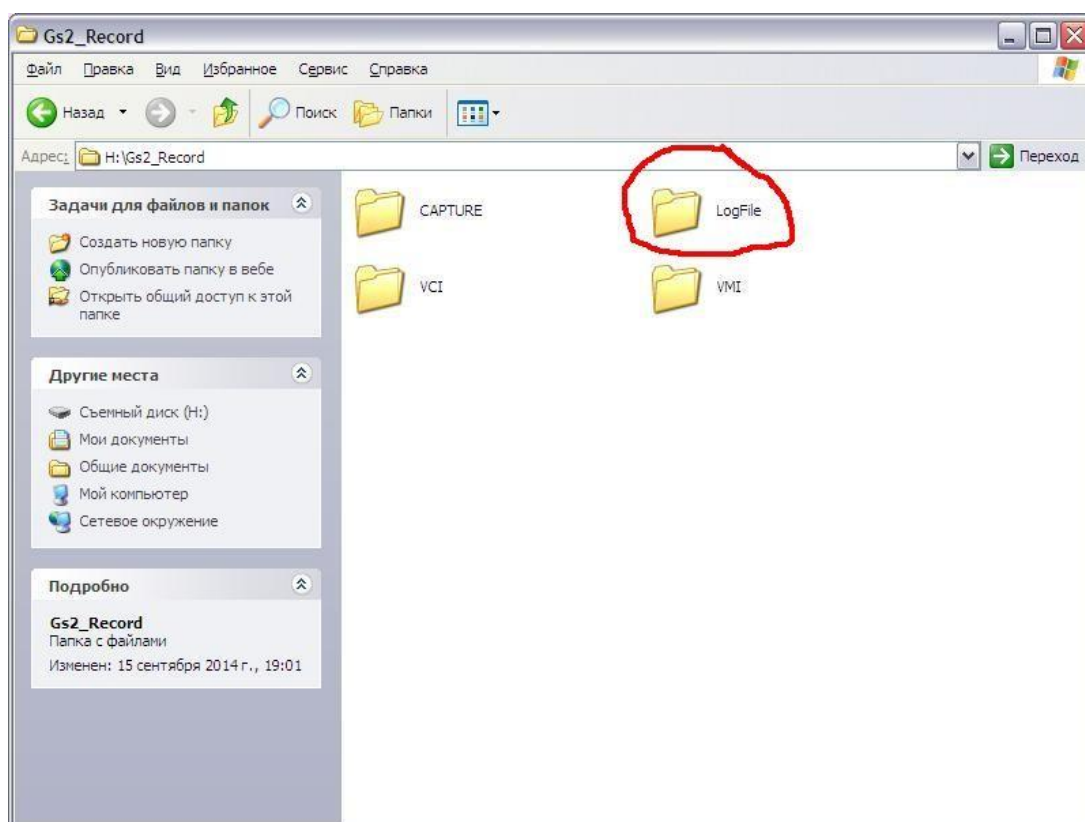 Gs2_Record
Файл Правка Вид Избранное Сервис Справка
Назад Поиск Папки
Адрес: H:\Gs2_Record Переход
Задачи для файлов и папок
Создать новую папку
Опубликовать папку в вебе
Открыть общий доступ к этой
папке
Другие места
Съемный диск (H:)
Мои документы
Общие документы
Мой компьютер
Сетевое окружение
Подробно
Gs2_Record
Папка с файлами
Изменен: 15 сентября 2014 г., 19:01
CAPTURE LogFile
VCI VMI